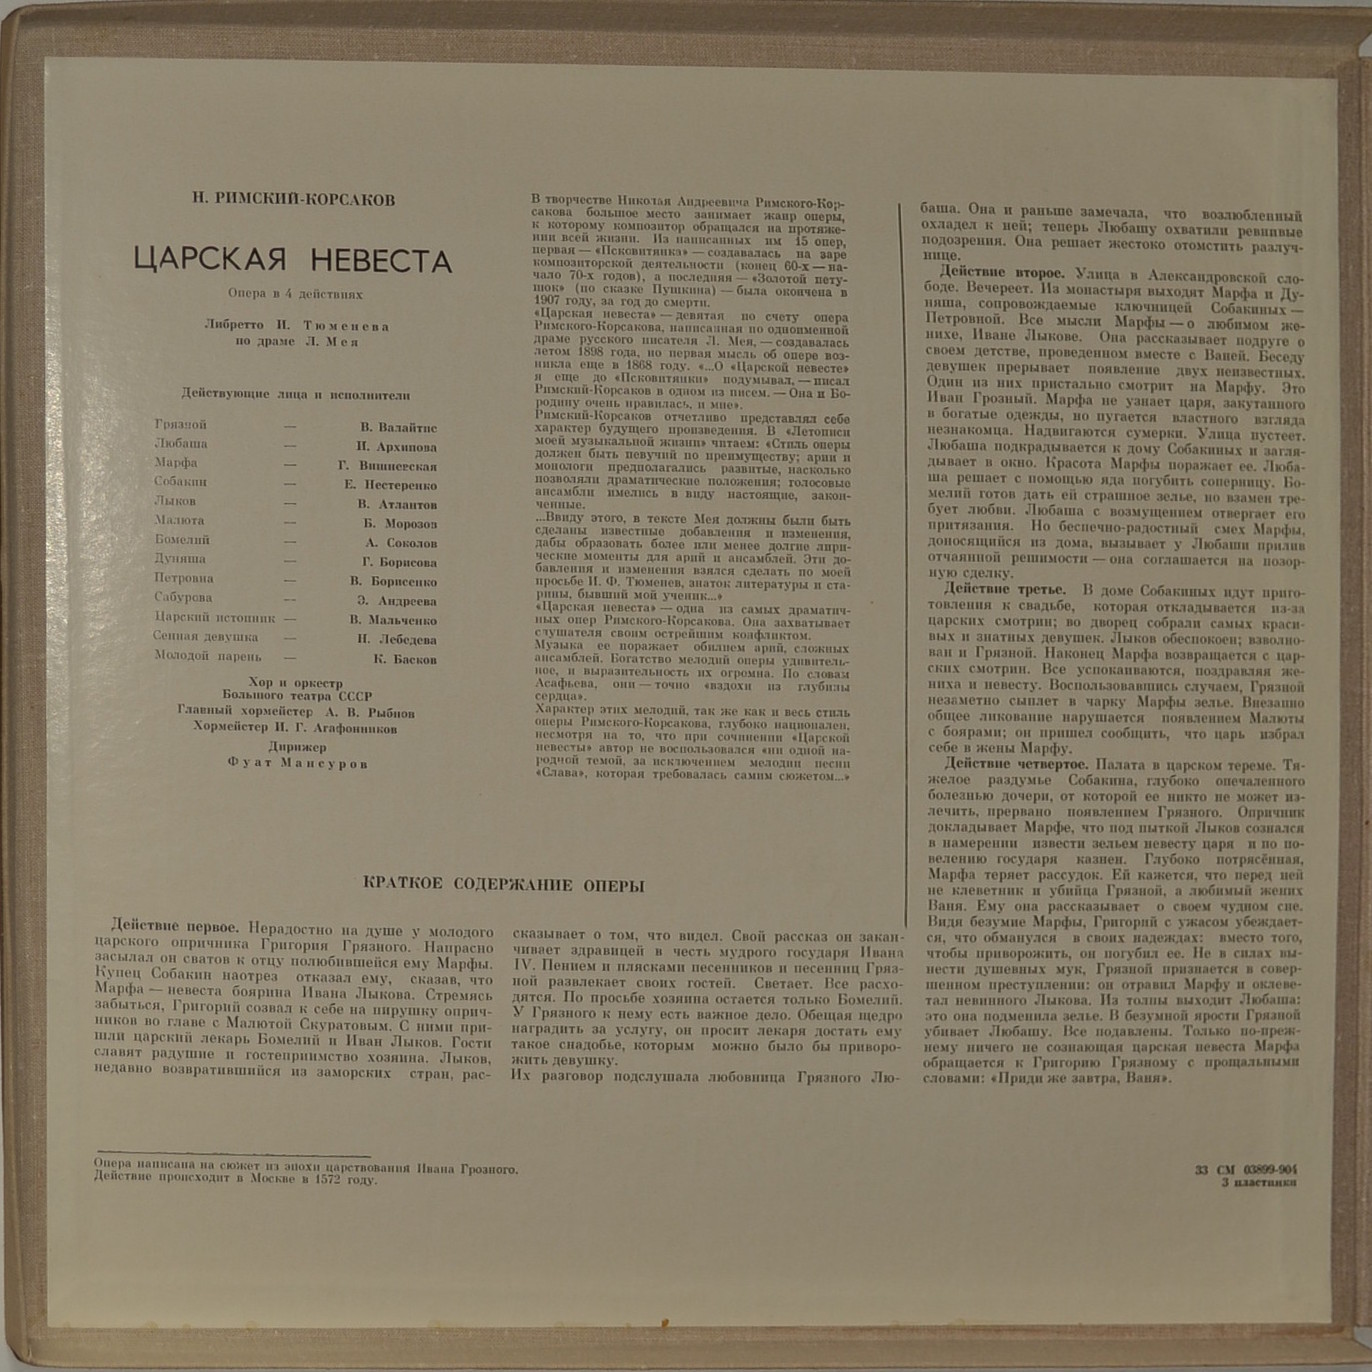 Н. РИМСКИЙ-КОРСАКОВ
ЦАРСКАЯ НЕВЕСТА
Опера в 4 действиях
Либретто И. Тюменева
по драме Л. Мея
Действующие лица и исполнители
Грязной — В. Валайтис
Любаша — И. Архипова
Марфа — Г. Вишневская
Собакин — Е. Нестеренко
Лыков — В. Атлантов
Малюта — Б. Морозов
Бомелий — А. Соколов
Дуняша — Г. Борисова
Петровна — В. Борисенко
Сабурова — Э. Андреева
Царский истопник — В. Мальченко
Сенная девушка — Н. Лебедева
Молодой парень — К. Басков
Хор и оркестр
Большого театра СССР
Главный хормейстер А. В. Рыбнов
Хормейстер И. Г. Агафонников
Дирижер
Фуат Мансуров
В творчестве Николая Андреевича Римского-Кор-
сакова большое место занимает жанр оперы,
к которому композитор обращался на протяже-
нии всей жизни. Из написанных им 15 опер,
первая — «Псковитянка» — создавалась на заре
композиторской деятельности (конец 60-х — на-
чало 70-х годов), а последняя — «Золотой пету-
шок» (по сказке Пушкина) — была окончена в
1907 году, за год до смерти.
«Царская невеста» — девятая по счету опера
Римского-Корсакова, написанная по одноименной
драме русского писателя Л. Мея, — создавалась
летом 1898 года, но первая мысль об опере воз-
никла еще в 1868 году. «...О «Царской невесте»
я еще до «Псковитянки» подумывал, — писал
Римский-Корсаков в одном из писем. — Она и Бо-
родину очень нравилась, и мне».
Римский-Корсаков отчетливо представлял себе
характер будущего произведения. В «Летописи
моей музыкальной жизни» читаем: «Стиль оперы
должен быть певучий по преимуществу; арии и
монологи предполагались развитые, насколько
позволяли драматические положения; голосовые
ансамбли имелись в виду настоящие, закон-
ченные.
...Ввиду этого, в тексте Мея должны были быть
сделаны известные добавления и изменения,
дабы образовать более или менее долгие лири-
ческие моменты для арий и ансамблей. Эти до-
бавления и изменения взялся сделать по моей
просьбе И. Ф. Тюменев, знаток литературы и ста-
рины, бывший мой ученик...»
«Царская невеста» — одна из самых драматич-
ных опер Римского-Корсакова. Она захватывает
слушателя своим острейшим конфликтом.
Музыка ее поражает обилием арий, сложных
ансамблей. Богатство мелодий оперы удивитель-
ное, и выразительность их огромна. По словам
Асафьева, они — точно «вздохи из глубины
сердца».
Характер этих мелодий, так же как и весь стиль
оперы Римского-Корсакова, глубоко национален,
несмотря на то, что при сочинении «Царской
невесты» автор не воспользовался «ни одной на-
родной темой, за исключением мелодии песни
«Слава», которая требовалась самим сюжетом...»
КРАТКОЕ СОДЕРЖАНИЕ ОПЕРЫ
Действие первое. Нерадостно на душе у молодого
царского опричника Григория Грязного. Напрасно
засылал он сватов к отцу полюбившейся ему Марфы.
Купец Собакин наотрез отказал ему, сказав, что
Марфа — невеста боярина Ивана Лыкова. Стремясь
забыться, Григорий созвал к себе на пирушку оприч-
ников во главе с Малютой Скуратовым. С ними при-
шли царский лекарь Бомелий и Иван Лыков. Гости
славят радушие и гостеприимство хозяина. Лыков,
недавно возвратившийся из заморских стран, рас-
сказывает о том, что видел. Свой рассказ он закан-
чивает здравицей в честь мудрого государя Ивана
IV. Пением и плясками песенников и песенниц Гряз-
ной развлекает своих гостей. Светает. Все расхо-
дятся. По просьбе хозяина остается только Бомелий.
У Грязного к нему есть важное дело. Обещая щедро
наградить за услугу, он просит лекаря достать ему
такое снадобье, которым можно было бы приворо-
жить девушку.
Их разговор подслушала любовница Грязного Лю-
баша. Она и раньше замечала, что возлюбленный
охладел к ней; теперь Любашу охватили ревнивые
подозрения. Она решает жестоко отомстить разлуч-
нице.
Действие второе. Улица в Александровской сло-
боде. Вечереет. Из монастыря выходят Марфа и Ду-
няша, сопровождаемые ключницей Собакиных —
Петровной. Все мысли Марфы — о любимом же-
нихе, Иване Лыкове. Она рассказывает подруге о
своем детстве, проведенном вместе с Ваней. Беседу
девушек прерывает появление двух неизвестных.
Один из них пристально смотрит на Марфу. Это
Иван Грозный. Марфа не узнает царя, закутанного
в богатые одежды, но пугается властного взгляда
незнакомца. Надвигаются сумерки. Улица пустеет.
Любаша подкрадывается к дому Собакиных и загля-
дывает в окно. Красота Марфы поражает ее. Люба-
ша решает с помощью яда погубить соперницу. Бо-
мелий готов дать ей страшное зелье, но взамен тре-
бует любви. Любаша с возмущением отвергает его
притязания. Но беспечно-радостный смех Марфы,
доносящийся из дома, вызывает у Любаши прилив
отчаянной решимости — она соглашается на позор-
ную сделку.
Действие третье. В доме Собакиных идут приго-
товления к свадьбе, которая откладывается из-за
царских смотрин; во дворец собрали самых краси-
вых и знатных девушек. Лыков обеспокоен; взволно-
ван и Грязной. Наконец Марфа возвращается с цар-
ских смотрин. Все успокаиваются, поздравляя же-
ниха и невесту. Воспользовавшись случаем, Грязной
незаметно сыплет в чарку Марфы зелье. Внезапно
общее ликование нарушается появлением Малюты
с боярами; он пришел сообщить, что царь избрал
себе в жены Марфу.
Действие четвертое. Палата в царском тереме. Тя-
желое раздумье Собакина, глубоко опечаленного
болезнью дочери, от которой ее никто не может из-
лечить, прервано появлением Грязного. Опричник
докладывает Марфе, что под пыткой Лыков сознался
в намерении извести зельем невесту царя и по по-
велению государя казнен. Глубоко потрясённая,
Марфа теряет рассудок. Ей кажется, что перед ней
не клеветник и убийца Грязной, а любимый жених
Ваня. Ему она рассказывает о своем чудном сне.
Видя безумие Марфы, Григорий с ужасом убеждает-
ся, что обманулся в своих надеждах: вместо того,
чтобы приворожить, он погубил ее. Не в силах вы-
нести душевных мук, Грязной признается в совер-
шенном преступлении: он отравил Марфу и оклеве-
тал невинного Лыкова. Из толпы выходит Любаша:
это она подменила зелье. В безумной ярости Грязной
убивает Любашу. Все подавлены. Только по-преж-
нему ничего не сознающая царская невеста Марфа
обращается к Григорию Грязному с прощальными
словами: «Приди же завтра, Ваня».
Опера написана на сюжет из эпохи царствования Ивана Грозного.
Действие происходит в Москве в 1572 году.
33 СМ 03899-904
3 пластинки